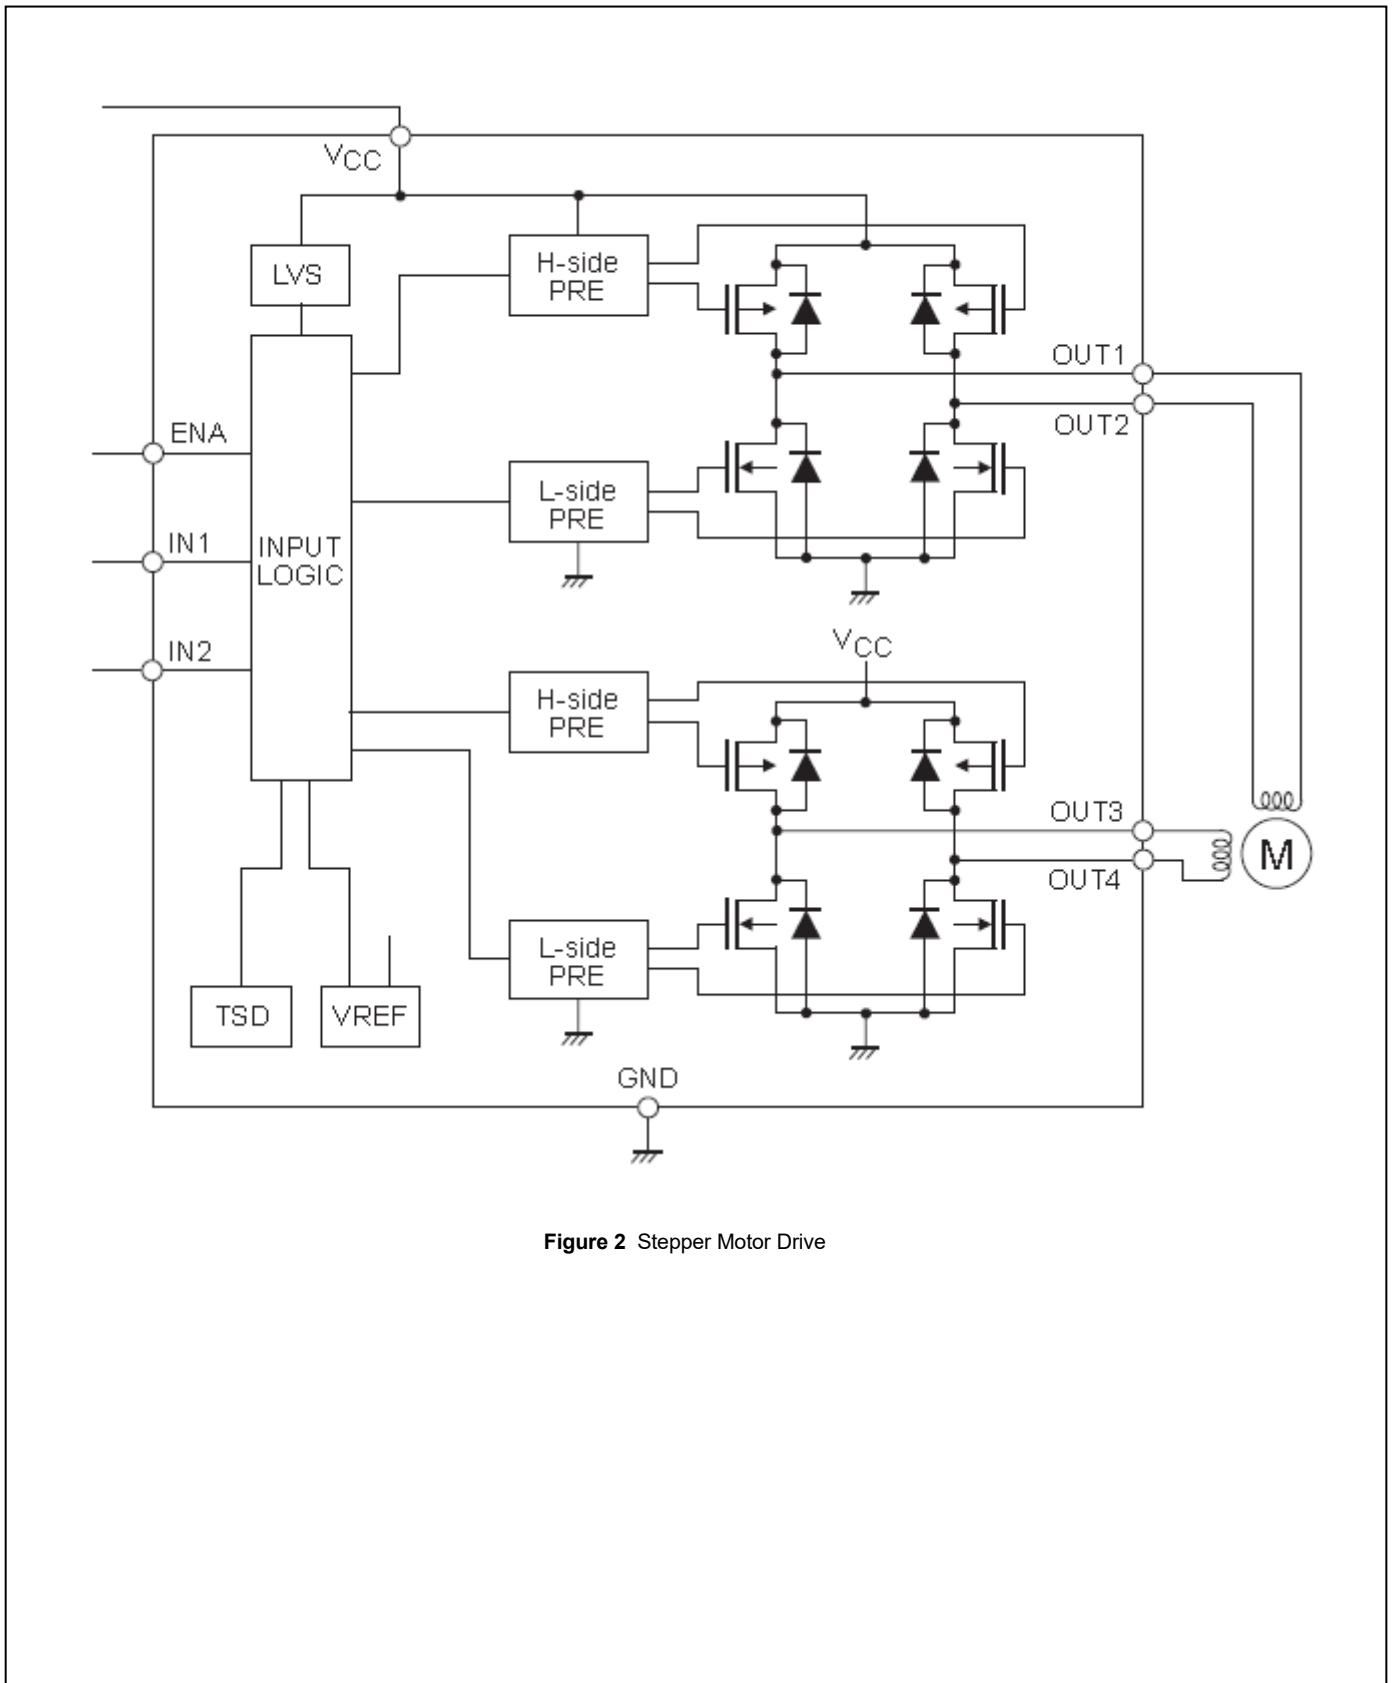 VCC
LVS
H-side
PRE
OUT1
OUT2
ENA
L-side
PRE
IN1
INPUT
LOGIC
IN2
VCC
H-side
PRE
OUT3
M
OUT4
L-side
PRE
TSD
VREF
GND
Figure 2 Stepper Motor Drive